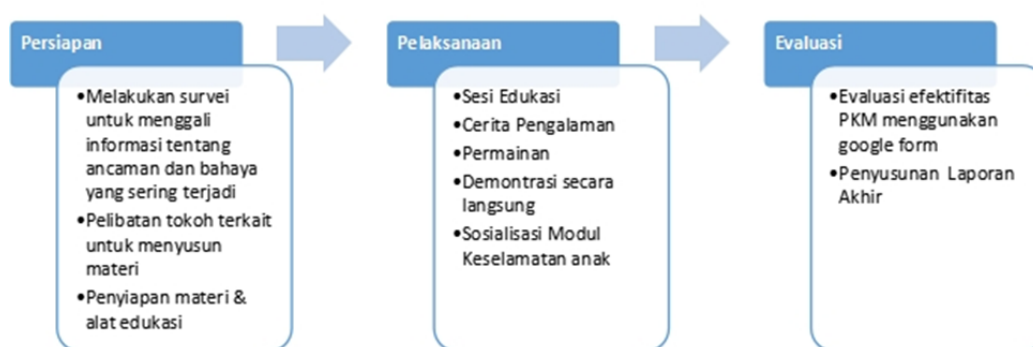 Persiapan
•Melakukan survei
untuk menggali
informasi tentang
ancaman dan bahaya
yang sering terjadi
•Pelibatan tokoh terkait
untuk menyusun
materi
•Penyiapan materi &
alat edukasi
Pelaksanaan
•Sesi Edukasi
•Cerita Pengalaman
•Permainan
•Demontrasi secara
langsung
•Sosialisasi Modul
Keselamatan anak
Evaluasi
•Evaluasi efektifitas
PKM menggunakan
google form
•Penyusunan Laporan
Akhir